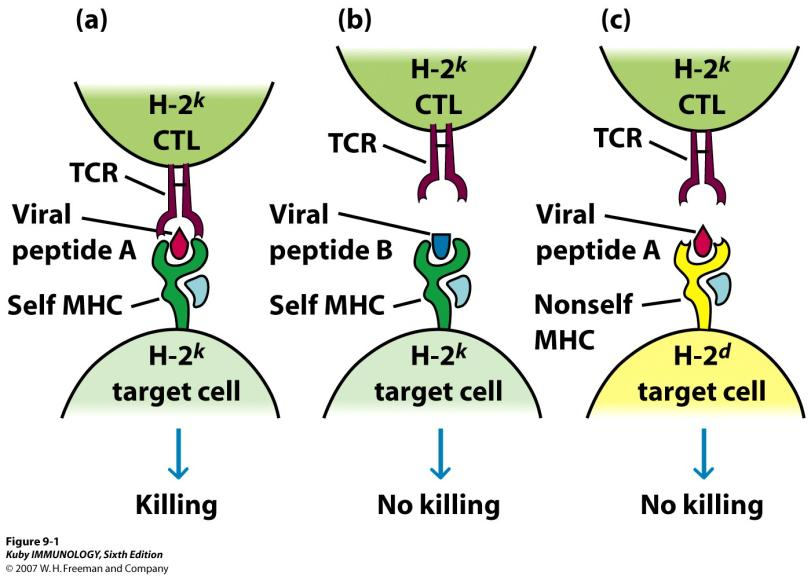 (a)
H-2k
CTL
TCR
Viral
peptide A
Self MHC
H-2k
target cell
Killing
(b)
H-2k
CTL
TCR
Viral
peptide B
Self MHC
H-2k
target cell
No killing
(c)
H-2k
CTL
TCR
Viral
peptide A
Nonself
MHC
H-2d
target cell
No killing
Figure 9-1
Kuby IMMUNOLOGY, Sixth Edition
© 2007 W. H. Freeman and Company